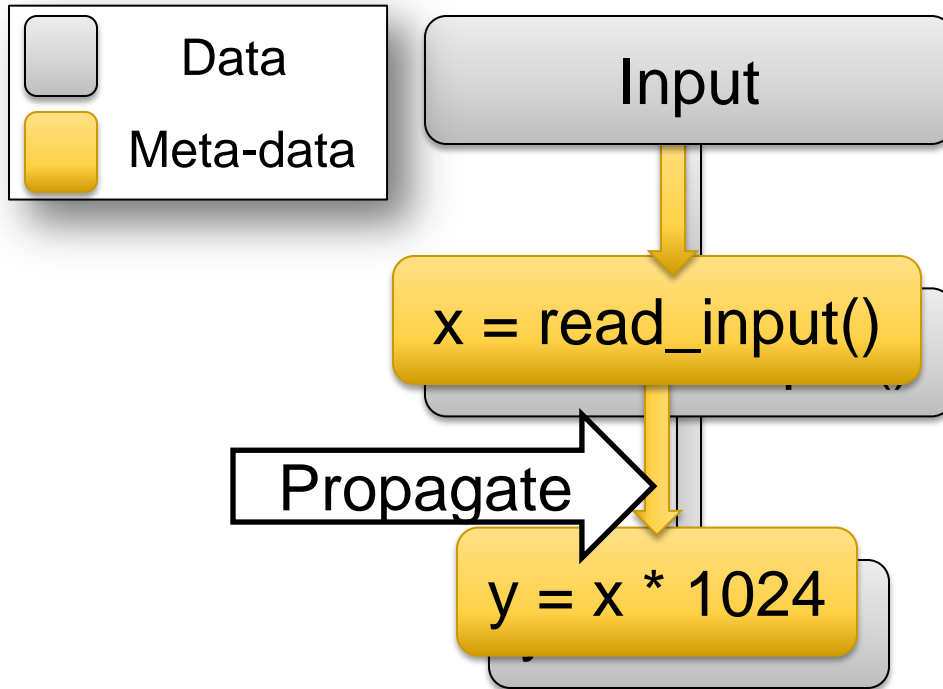 Data
Meta-data
Input
x = read_input()
Propagate
y = x * 1024